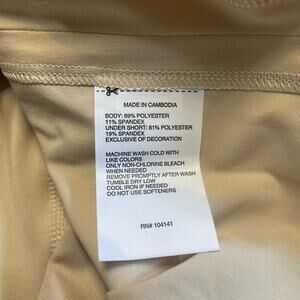 MADE IN CAMBODIA
BODY: 89% POLYESTER
11% SPANDEX
UNDER SHORT: 81% POLYESTER
19% SPANDEX
EXCLUSIVE OF DECORATION
MACHINE WASH COLD WITH
LIKE COLORS
ONLY NON-CHLORINE BLEACH
WHEN NEEDED
REMOVE PROMPTLY AFTER WASH
TUMBLE DRY LOW
COOL IRON IF NEEDED
DO NOT USE SOFTENERS
RN# 104141